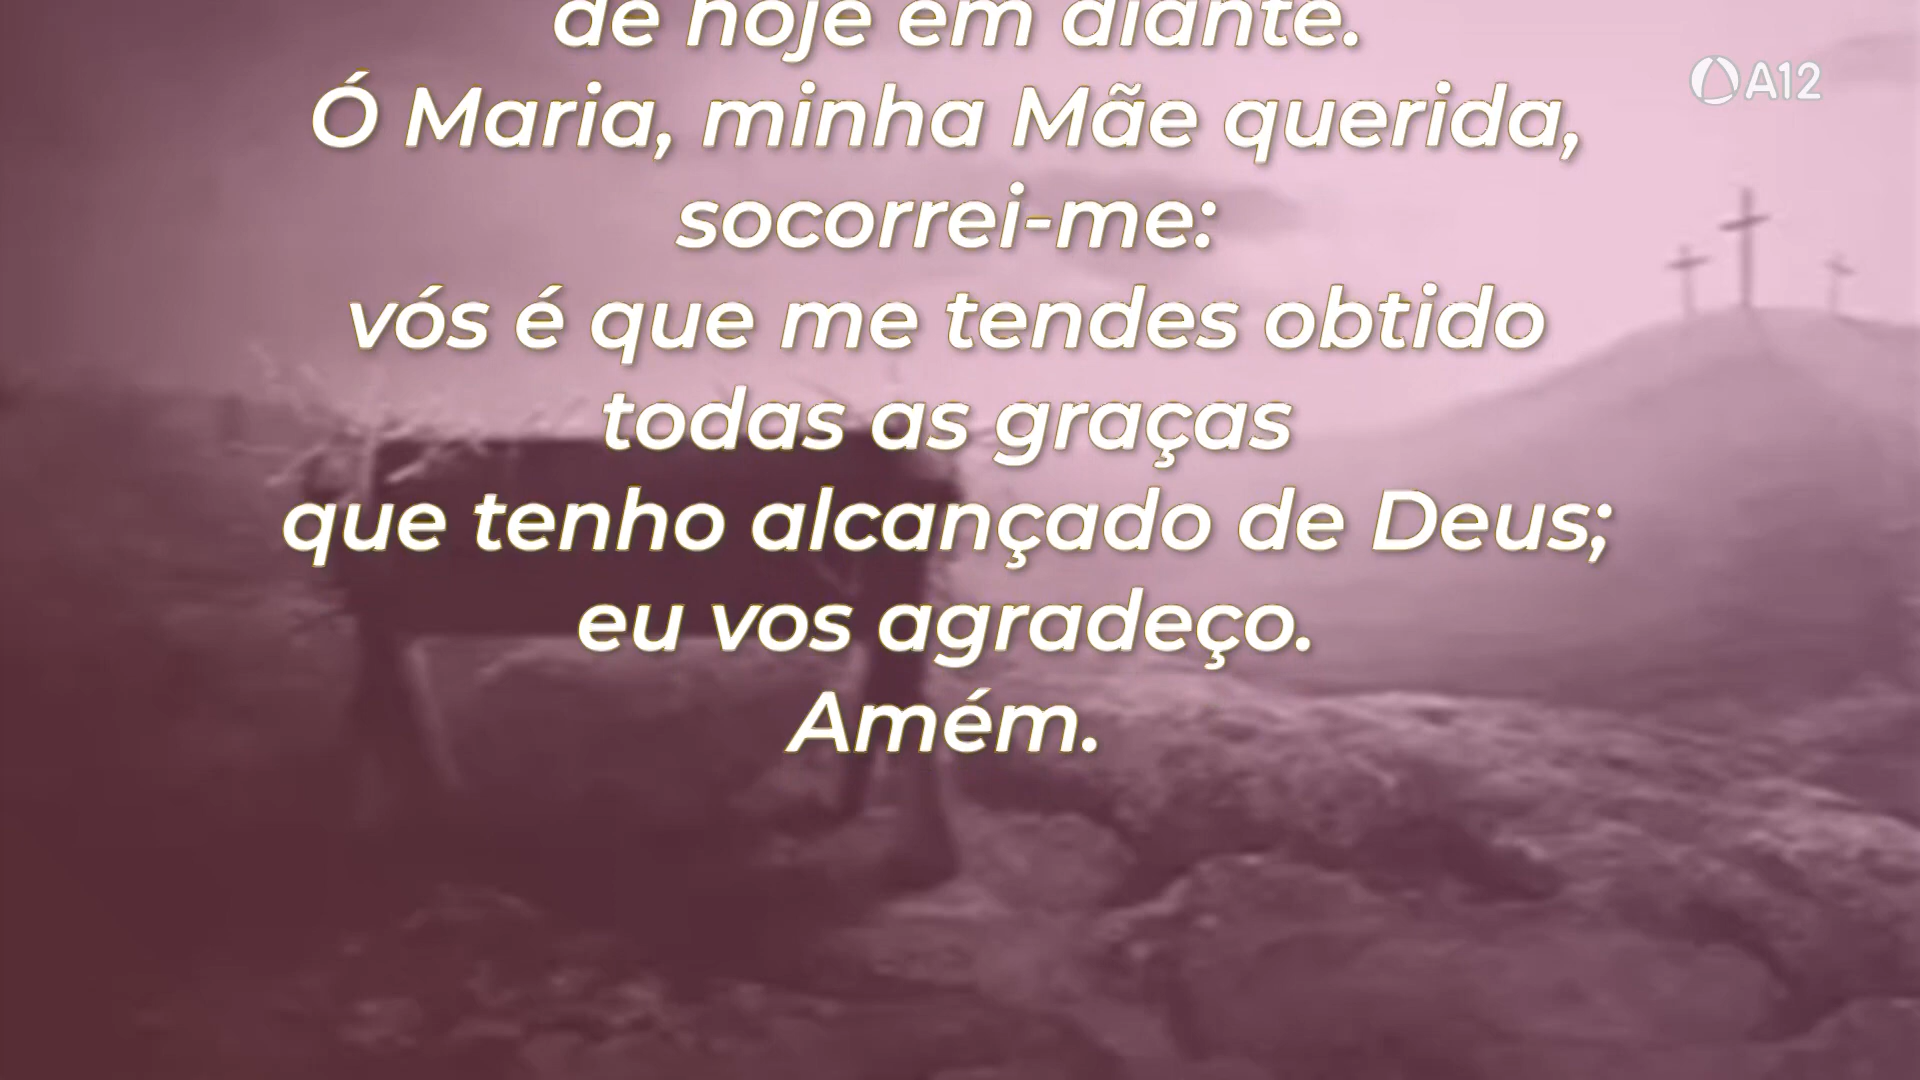 de hoje em diante.
Ó Maria, minha Mãe querida,
socorrei-me:
vós é que me tendes obtido
todas as graças
que tenho alcançado de Deus;
eu vos agradeço.
Amém.
A12